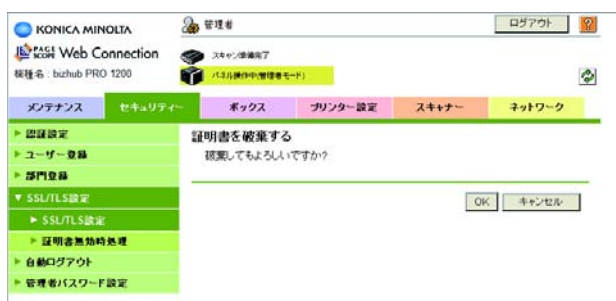 KONICA MINOLTA
管理者
ログアウト
?
PAGE SCOPE Web Connection
スキャン準備完了
機種名 : bizhub PRO 1200
パネル操作中(管理者モード)
メンテナンス
セキュリティー
ボックス
プリンター設定
スキャナー
ネットワーク
認証設定
ユーザー登録
部門登録
SSL/TLS設定
SSL/TLS設定
証明書無効時処理
自動ログアウト
管理者パスワード設定
証明書を破棄する
破棄してもよろしいですか?
OK
キャンセル